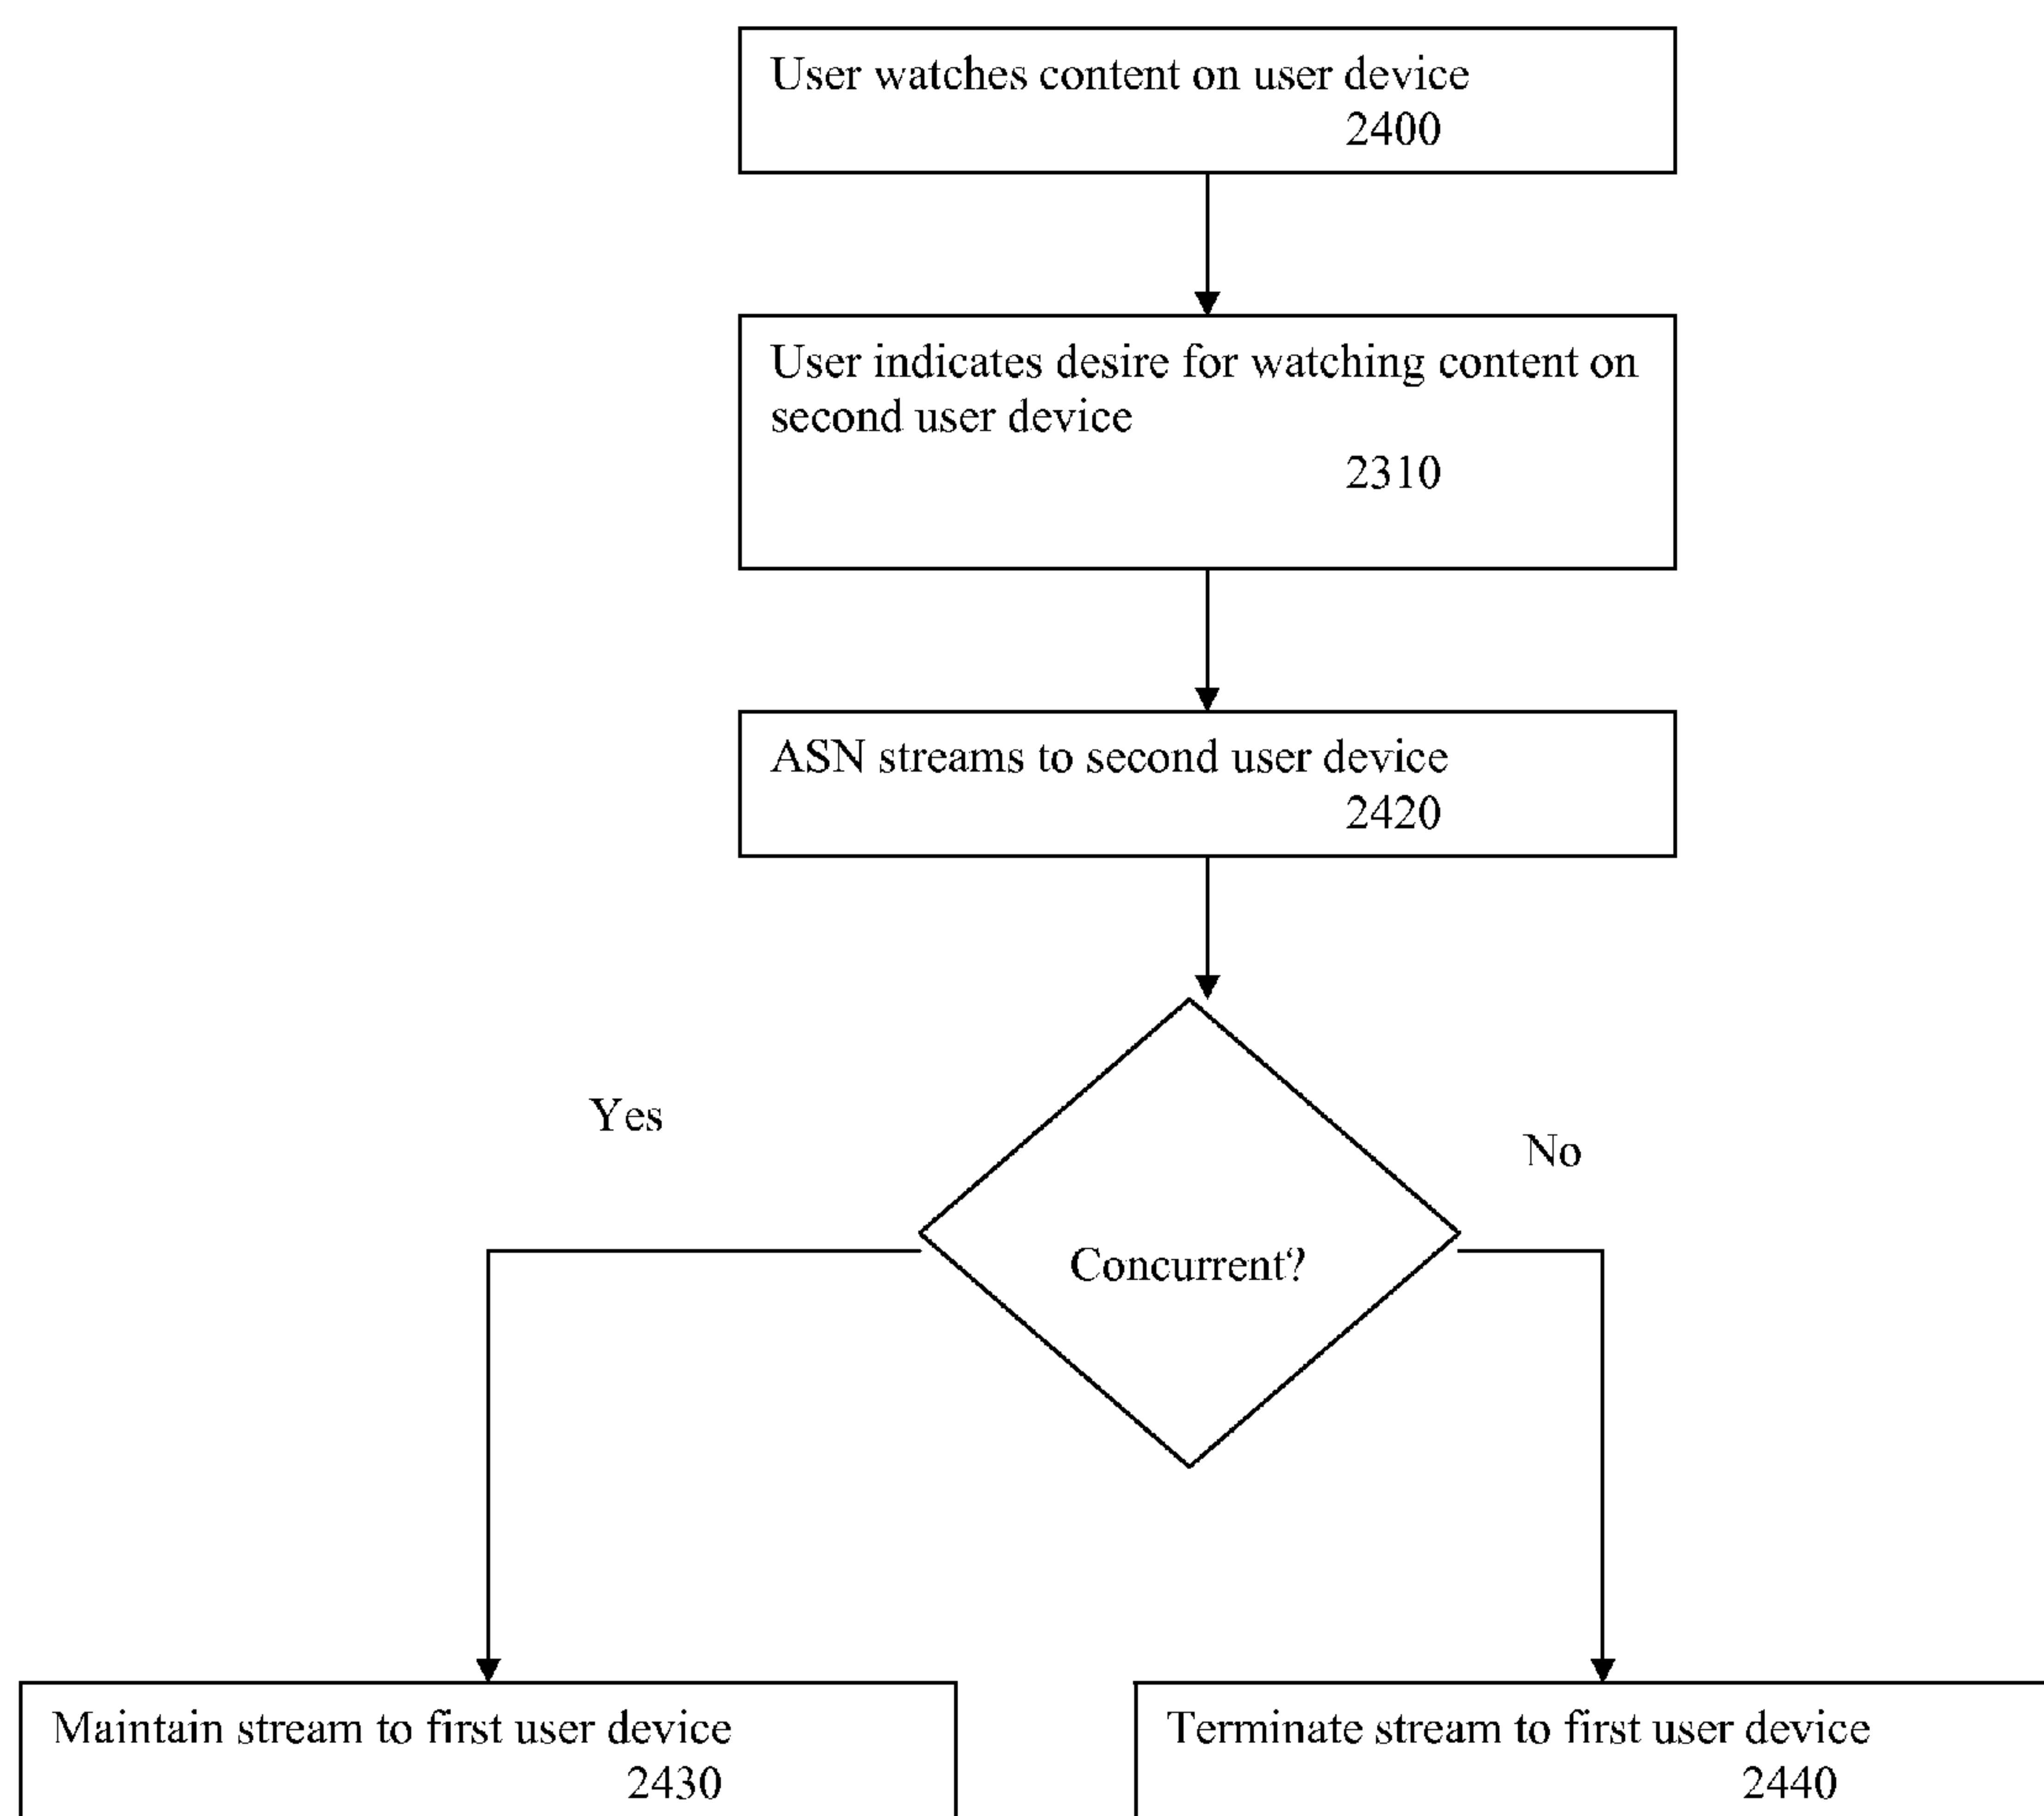 User watches content on user device
2400
User indicates desire for watching content on
second user device
2310
ASN streams to second user device
2420
Yes
No
Concurrent?
Maintain stream to first user device
2430
Terminate stream to first user device
2440